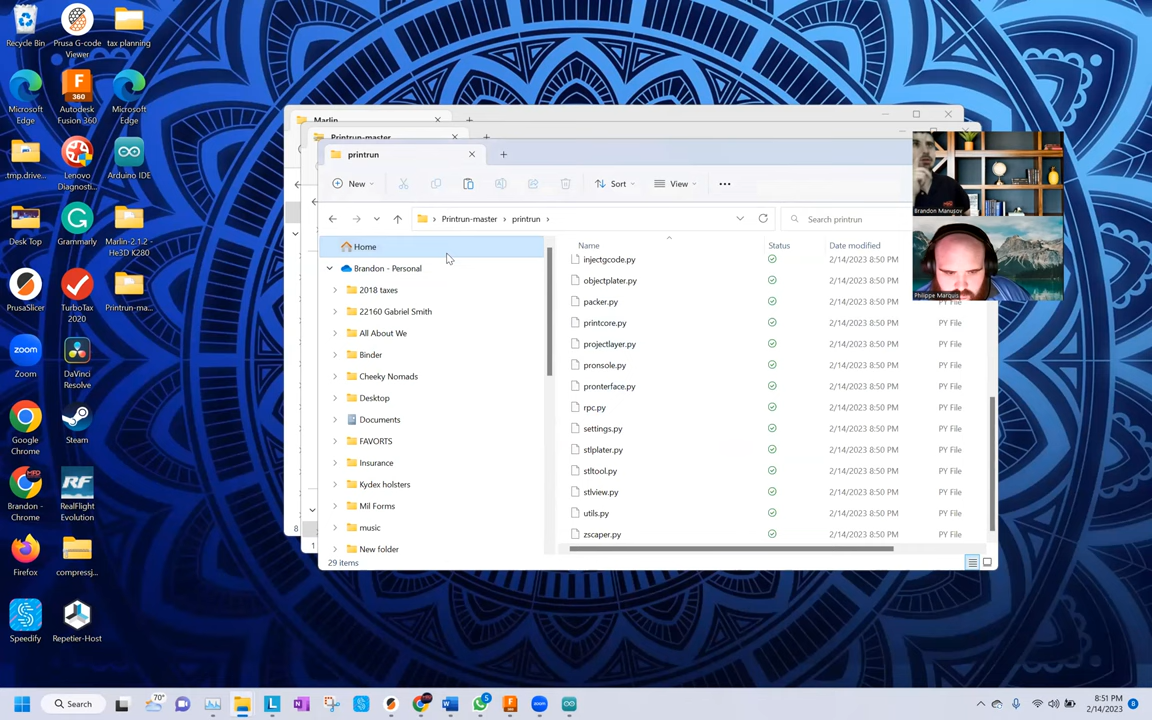 Recycle Bin
Prusa G-code Viewer
tax planning
Microsoft Edge
Autodesk Fusion 360
Microsoft Edge
.tmp.drive...
Lenovo Diagnosti...
Arduino IDE
Desk Top
Grammarly
Marlin-2.1.2 - He3D K280
PrusaSlicer
TurboTax 2020
Printrun-ma...
Zoom
DaVinci Resolve
Google Chrome
Steam
Brandon - Chrome
RealFlight Evolution
Firefox
compressj...
Speedify
Repetier-Host
Marlin
Printrun-master
printrun
New
Sort
View
Printrun-master > printrun >
Search printrun
Home
Brandon - Personal
2018 taxes
22160 Gabriel Smith
All About We
Binder
Cheeky Nomads
Desktop
Documents
FAVORTS
Insurance
Kydex holsters
Mil Forms
music
New folder
Name Status Date modified
injectgcode.py 2/14/2023 8:50 PM
objectplater.py 2/14/2023 8:50 PM
packer.py 2/14/2023 8:50 PM
printcore.py 2/14/2023 8:50 PM PY File
projectlayer.py 2/14/2023 8:50 PM PY File
pronsole.py 2/14/2023 8:50 PM PY File
pronterface.py 2/14/2023 8:50 PM PY File
rpc.py 2/14/2023 8:50 PM PY File
settings.py 2/14/2023 8:50 PM PY File
stlplater.py 2/14/2023 8:50 PM PY File
stltool.py 2/14/2023 8:50 PM PY File
stlview.py 2/14/2023 8:50 PM PY File
utils.py 2/14/2023 8:50 PM PY File
zscaper.py 2/14/2023 8:50 PM PY File
29 items
Brandon Manusov
Philippe Marquis
Search
70°
5
8:51 PM
2/14/2023
8